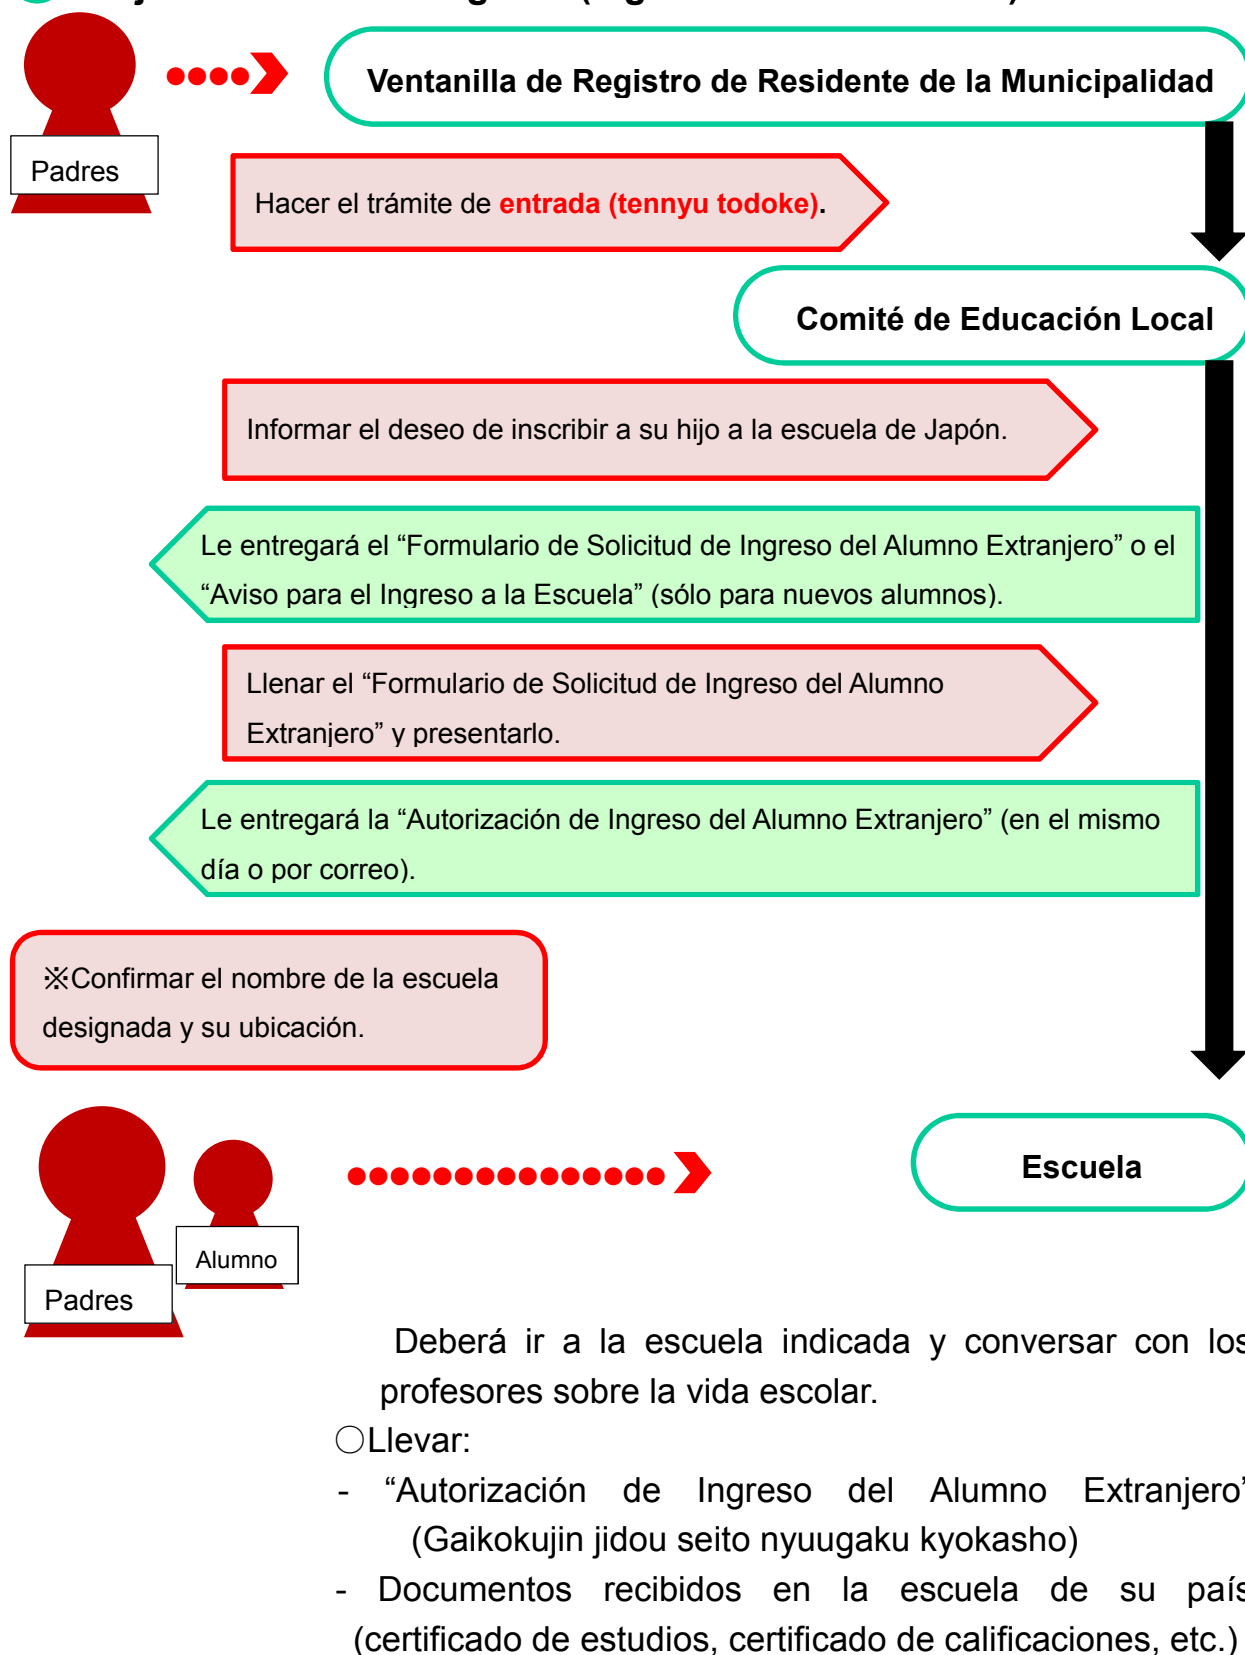 Ventanilla de Registro de Residente de la Municipalidad
Padres
Hacer el trámite de entrada (tennyu todoke).
Comité de Educación Local
Informar el deseo de inscribir a su hijo a la escuela de Japón.
Le entregará el “Formulario de Solicitud de Ingreso del Alumno Extranjero” o el
“Aviso para el Ingreso a la Escuela” (sólo para nuevos alumnos).
Llenar el “Formulario de Solicitud de Ingreso del Alumno
Extranjero” y presentarlo.
Le entregará la “Autorización de Ingreso del Alumno Extranjero” (en el mismo
día o por correo).
※Confirmar el nombre de la escuela
designada y su ubicación.
Escuela
Alumno
Padres
Deberá ir a la escuela indicada y conversar con los
profesores sobre la vida escolar.
○Llevar:
- “Autorización de Ingreso del Alumno Extranjero”
(Gaikokujin jidou seito nyuugaku kyokasho)
- Documentos recibidos en la escuela de su país
(certificado de estudios, certificado de calificaciones, etc.)